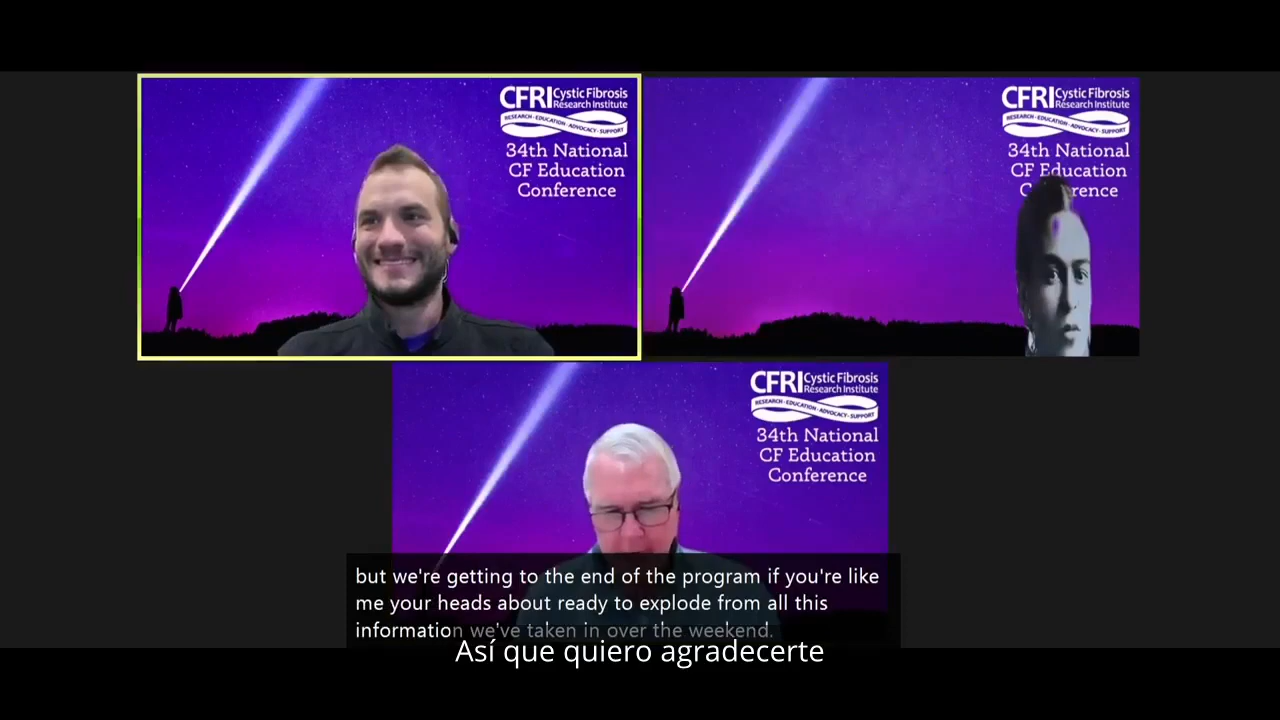 CFRI Cystic Fibrosis
Research Institute
RESEARCH · EDUCATION · ADVOCACY · SUPPORT
34th National
CF Education
Conference
CFRI Cystic Fibrosis
Research Institute
RESEARCH · EDUCATION · ADVOCACY · SUPPORT
34th National
CF Education
C rence
CFRI Cystic Fibrosis
Research Institute
RESEARCH · EDUCATION · ADVOCACY · SUPPORT
34th National
CF Education
Conference
but we're getting to the end of the program if you're like
me your heads about ready to explode from all this
information we've taken in over the weekend.
Así que quiero agradecerte